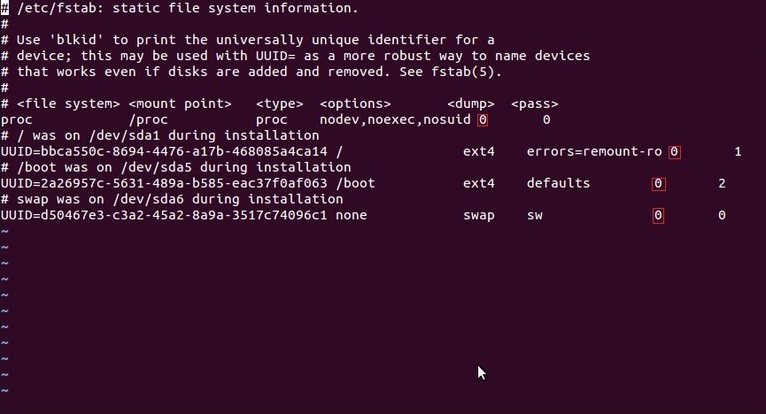 # /etc/fstab: static file system information.
#
# Use 'blkid' to print the universally unique identifier for a
# device; this may be used with UUID= as a more robust way to name devices
# that works even if disks are added and removed. See fstab(5).
#
# <file system> <mount point>   <type>  <options>       <dump>  <pass>
proc            /proc           proc    nodev,noexec,nosuid 0       0
# / was on /dev/sda1 during installation
UUID=bbca550c-8694-4476-a17b-468085a4ca14 /               ext4    errors=remount-ro 0       1
# /boot was on /dev/sda5 during installation
UUID=2a26957c-5631-489a-b585-eac37f0af063 /boot           ext4    defaults        0       2
# swap was on /dev/sda6 during installation
UUID=d50467e3-c3a2-45a2-8a9a-3517c74096c1 none            swap    sw              0       0
~
~
~
~
~
~
~
~
~
~
~